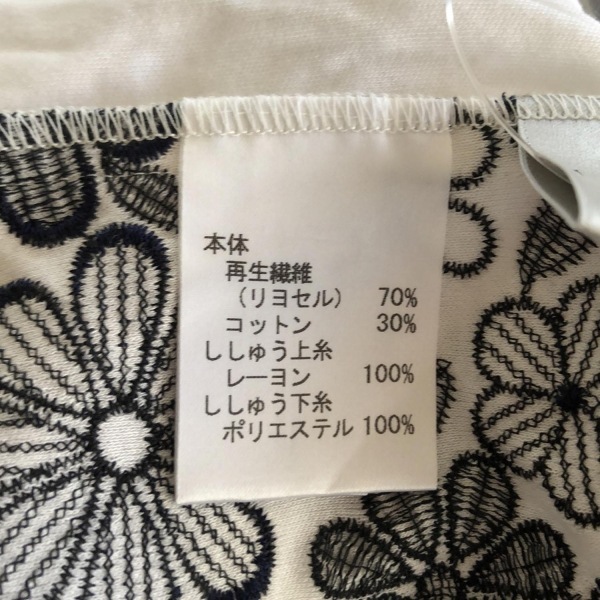 本体
再生繊維
（リヨセル） 70%
コットン 30%
ししゅう上糸
レーヨン 100%
ししゅう下糸
ポリエステル 100%